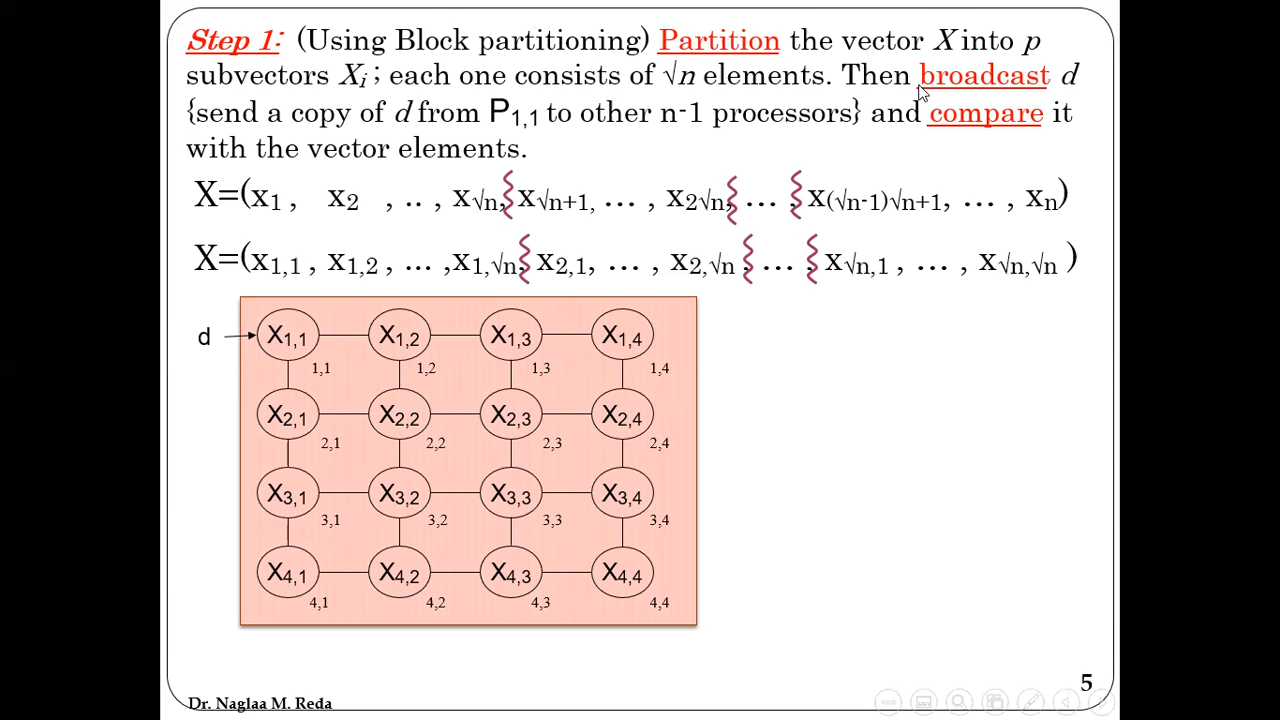 Step 1: (Using Block partitioning) Partition the vector X into p
subvectors Xi ; each one consists of √n elements. Then broadcast d
{send a copy of d from P1,1 to other n-1 processors} and compare it
with the vector elements.
X=(x1 , x2 , .. , x√n, x√n+1, … , x2√n, … , x(√n-1)√n+1, … , xn)
X=(x1,1 , x1,2 , … ,x1,√n, x2,1, … , x2,√n , … , x√n,1 , … , x√n,√n )
d X1,1 X1,2 X1,3 X1,4
1,1 1,2 1,3 1,4
X2,1 X2,2 X2,3 X2,4
2,1 2,2 2,3 2,4
X3,1 X3,2 X3,3 X3,4
3,1 3,2 3,3 3,4
X4,1 X4,2 X4,3 X4,4
4,1 4,2 4,3 4,4
5
Dr. Naglaa M. Reda